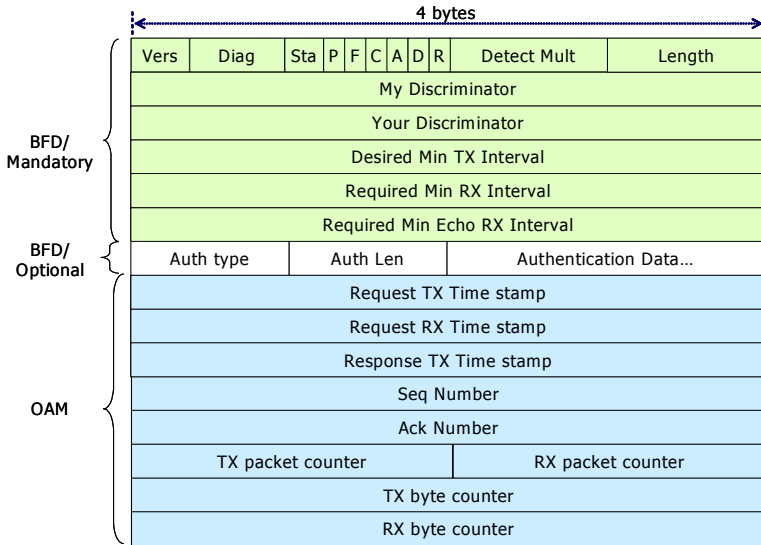 4 bytes
Vers Diag Sta P F C A D R Detect Mult Length
My Discriminator
Your Discriminator
BFD/
Mandatory
Desired Min TX Interval
Required Min RX Interval
Required Min Echo RX Interval
BFD/
Optional
Auth type Auth Len Authentication Data...
Request TX Time stamp
Request RX Time stamp
Response TX Time stamp
OAM
Seq Number
Ack Number
TX packet counter RX packet counter
TX byte counter
RX byte counter